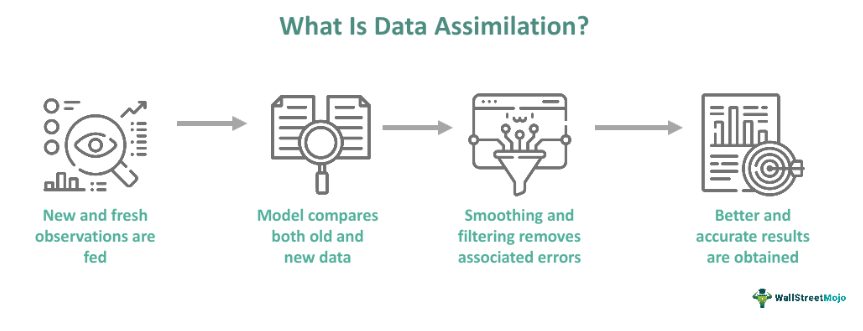 What Is Data Assimilation?
New and fresh
observations are
fed
Model compares
both old and
new data
Smoothing and
filtering removes
associated errors
Better and
accurate results
are obtained
WallStreetMojo